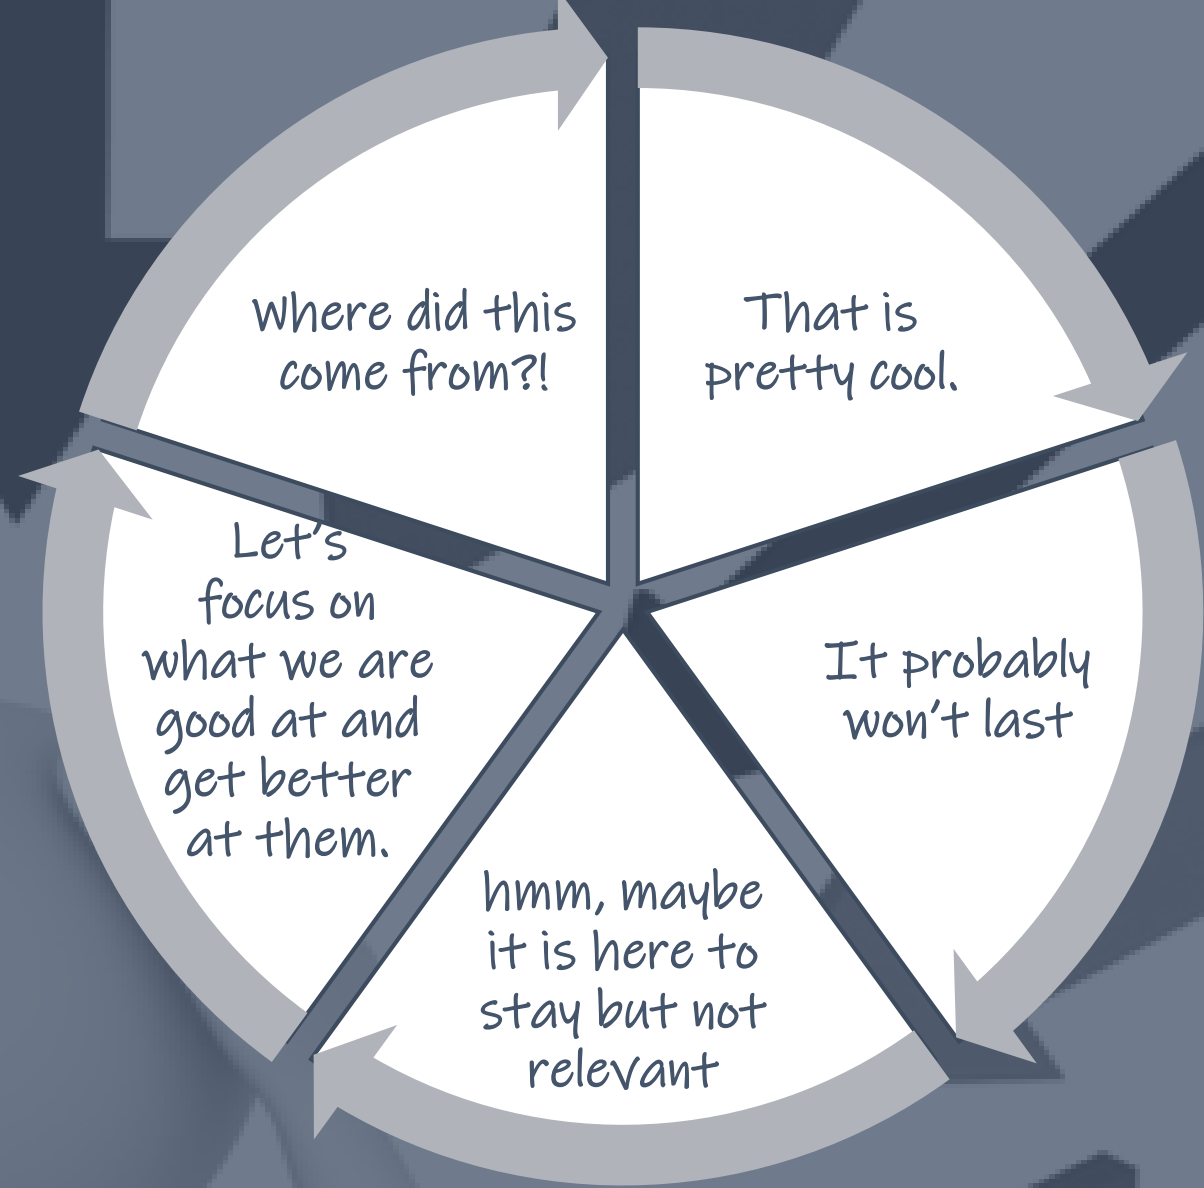 Where did this
come from?!
That is
pretty cool.
It probably
won't last
hmm, maybe
it is here to
stay but not
relevant
Let's
focus on
what we are
good at and
get better
at them.